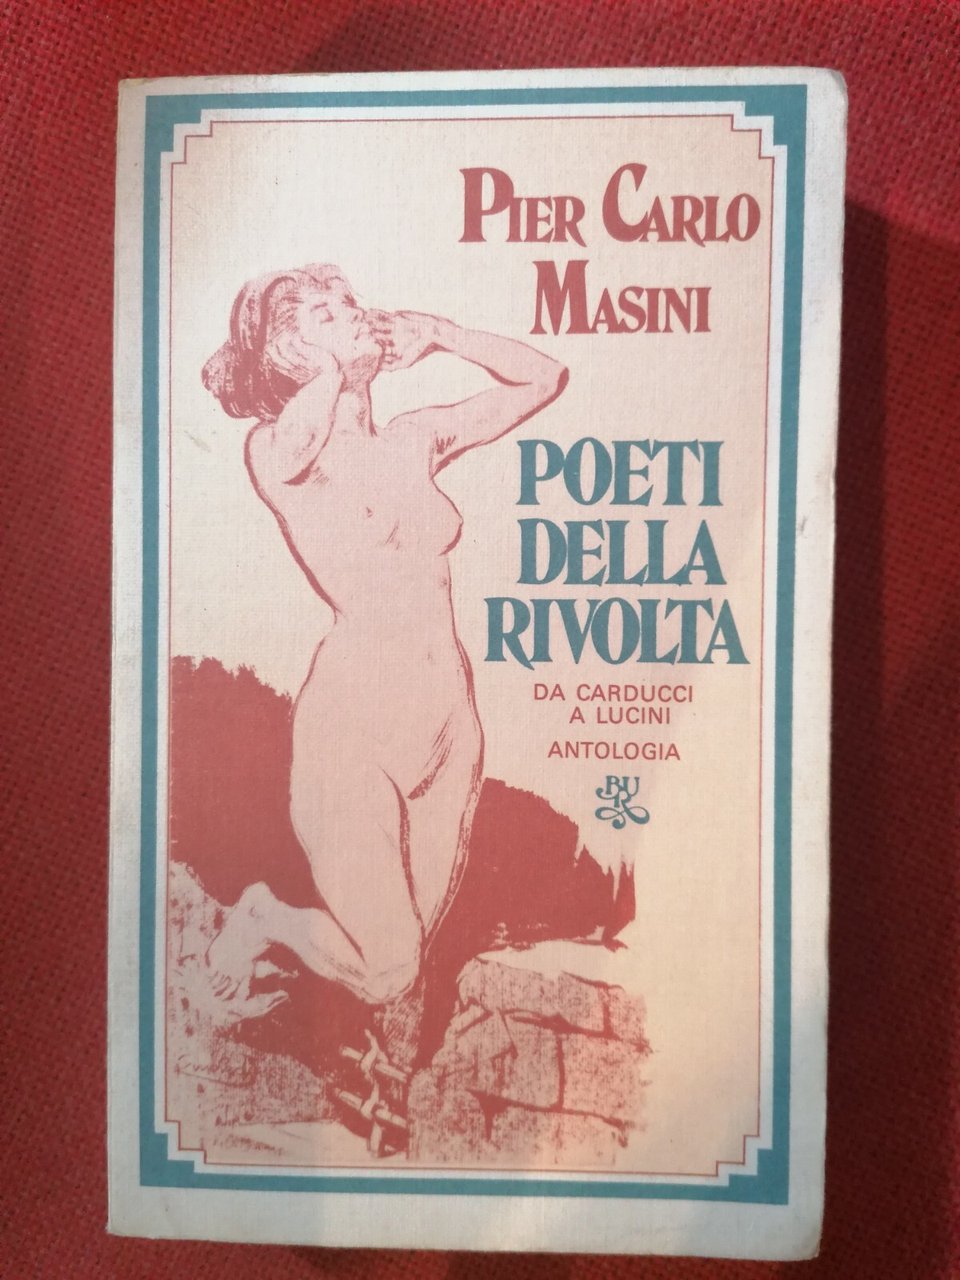 PIER CARLO
MASINI
POETI
DELLA
RIVOLTA
DA CARDUCCI
A LUCINI
ANTOLOGIA
BUR